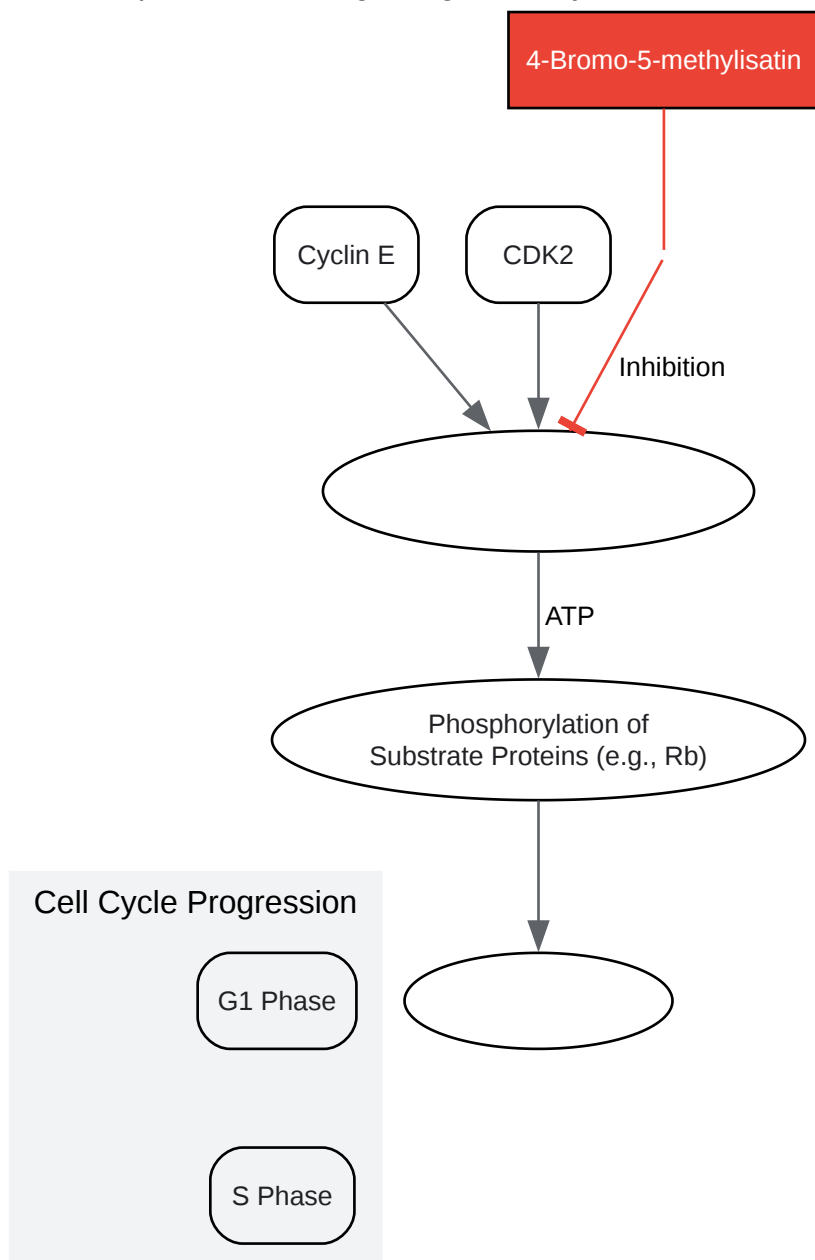 4-Bromo-5-methylisatin
Cyclin E
CDK2
Inhibition
ATP
Phosphorylation of
Substrate Proteins (e.g., Rb)
Cell Cycle Progression
G1 Phase
S Phase